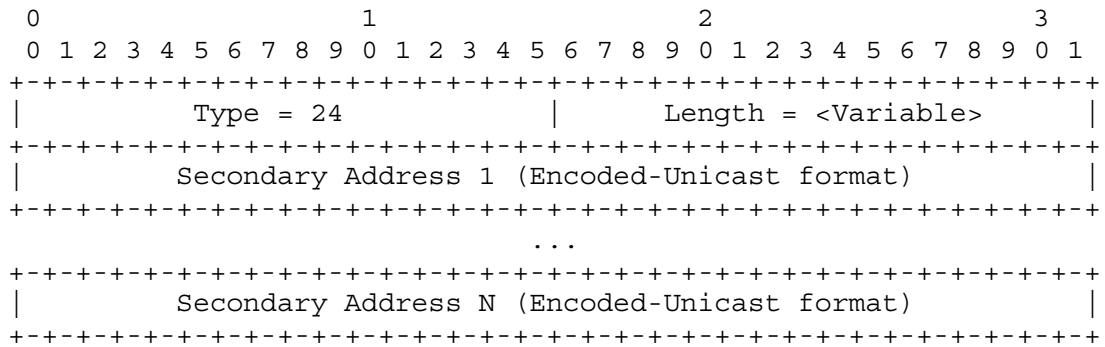 0                   1                   2                   3
 0 1 2 3 4 5 6 7 8 9 0 1 2 3 4 5 6 7 8 9 0 1 2 3 4 5 6 7 8 9 0 1
+-+-+-+-+-+-+-+-+-+-+-+-+-+-+-+-+-+-+-+-+-+-+-+-+-+-+-+-+-+-+-+-+
|          Type = 24            |      Length = <Variable>      |
+-+-+-+-+-+-+-+-+-+-+-+-+-+-+-+-+-+-+-+-+-+-+-+-+-+-+-+-+-+-+-+-+
|         Secondary Address 1 (Encoded-Unicast format)          |
+-+-+-+-+-+-+-+-+-+-+-+-+-+-+-+-+-+-+-+-+-+-+-+-+-+-+-+-+-+-+-+-+
                              ...
+-+-+-+-+-+-+-+-+-+-+-+-+-+-+-+-+-+-+-+-+-+-+-+-+-+-+-+-+-+-+-+-+
|         Secondary Address N (Encoded-Unicast format)          |
+-+-+-+-+-+-+-+-+-+-+-+-+-+-+-+-+-+-+-+-+-+-+-+-+-+-+-+-+-+-+-+-+